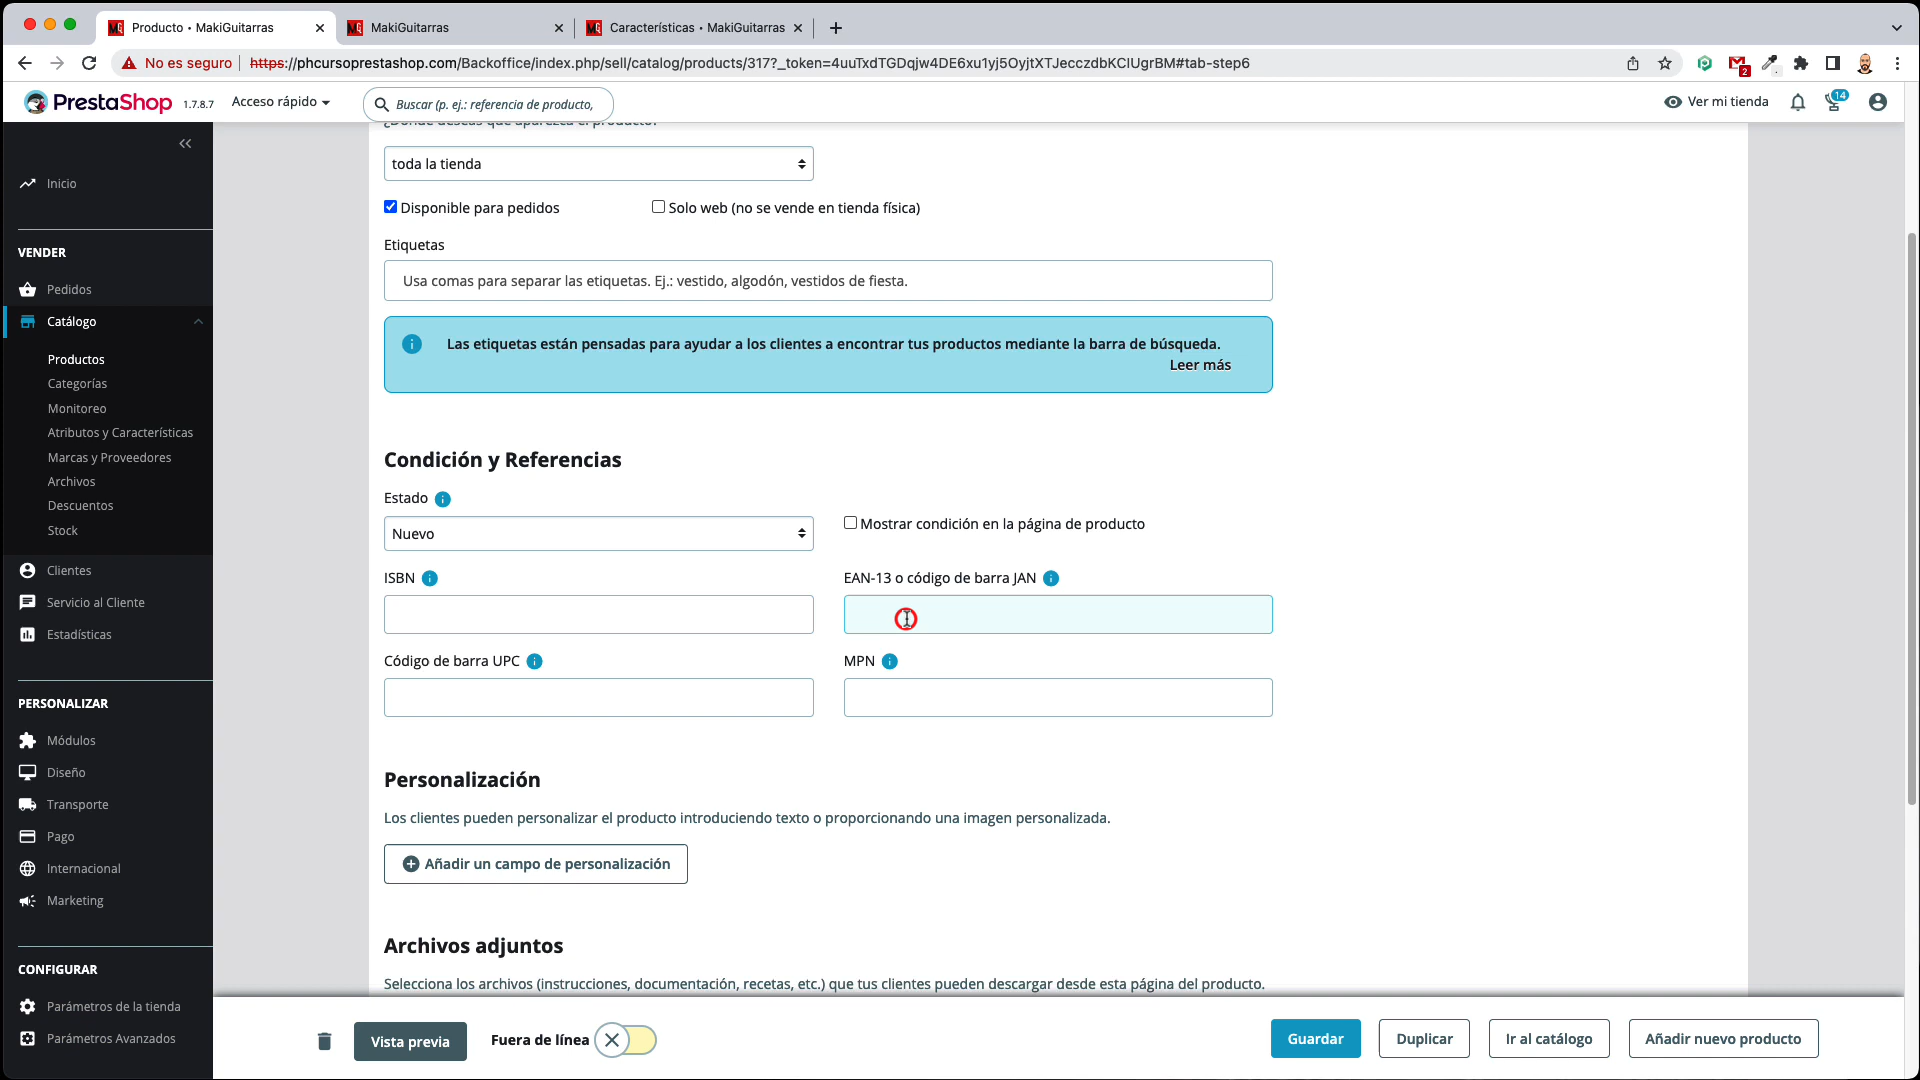 Producto • MakiGuitarras
MakiGuitarras
Características • MakiGuitarras
No es seguro
https://phcursoprestashop.com/Backoffice/index.php/sell/catalog/products/317?_token=4uuTxdTGDqjw4DE6xu1yj5OyjtXTJecczdbKCIUgrBM#tab-step6
2
PrestaShop 1.7.8.7
Acceso rápido
Buscar (p. ej.: referencia de producto,
Ver mi tienda
14
Inicio
VENDER
Pedidos
Catálogo
Productos
Categorías
Monitoreo
Atributos y Características
Marcas y Proveedores
Archivos
Descuentos
Stock
Clientes
Servicio al Cliente
Estadísticas
PERSONALIZAR
Módulos
Diseño
Transporte
Pago
Internacional
Marketing
CONFIGURAR
Parámetros de la tienda
Parámetros Avanzados
¿Dónde deseas que aparezca el producto?
toda la tienda
Disponible para pedidos
Solo web (no se vende en tienda física)
Etiquetas
Usa comas para separar las etiquetas. Ej.: vestido, algodón, vestidos de fiesta.
Las etiquetas están pensadas para ayudar a los clientes a encontrar tus productos mediante la barra de búsqueda.
Leer más
Condición y Referencias
Estado
Nuevo
Mostrar condición en la página de producto
ISBN
EAN-13 o código de barra JAN
Código de barra UPC
MPN
Personalización
Los clientes pueden personalizar el producto introduciendo texto o proporcionando una imagen personalizada.
Añadir un campo de personalización
Archivos adjuntos
Selecciona los archivos (instrucciones, documentación, recetas, etc.) que tus clientes pueden descargar desde esta página del producto.
Vista previa
Fuera de línea
Guardar
Duplicar
Ir al catálogo
Añadir nuevo producto